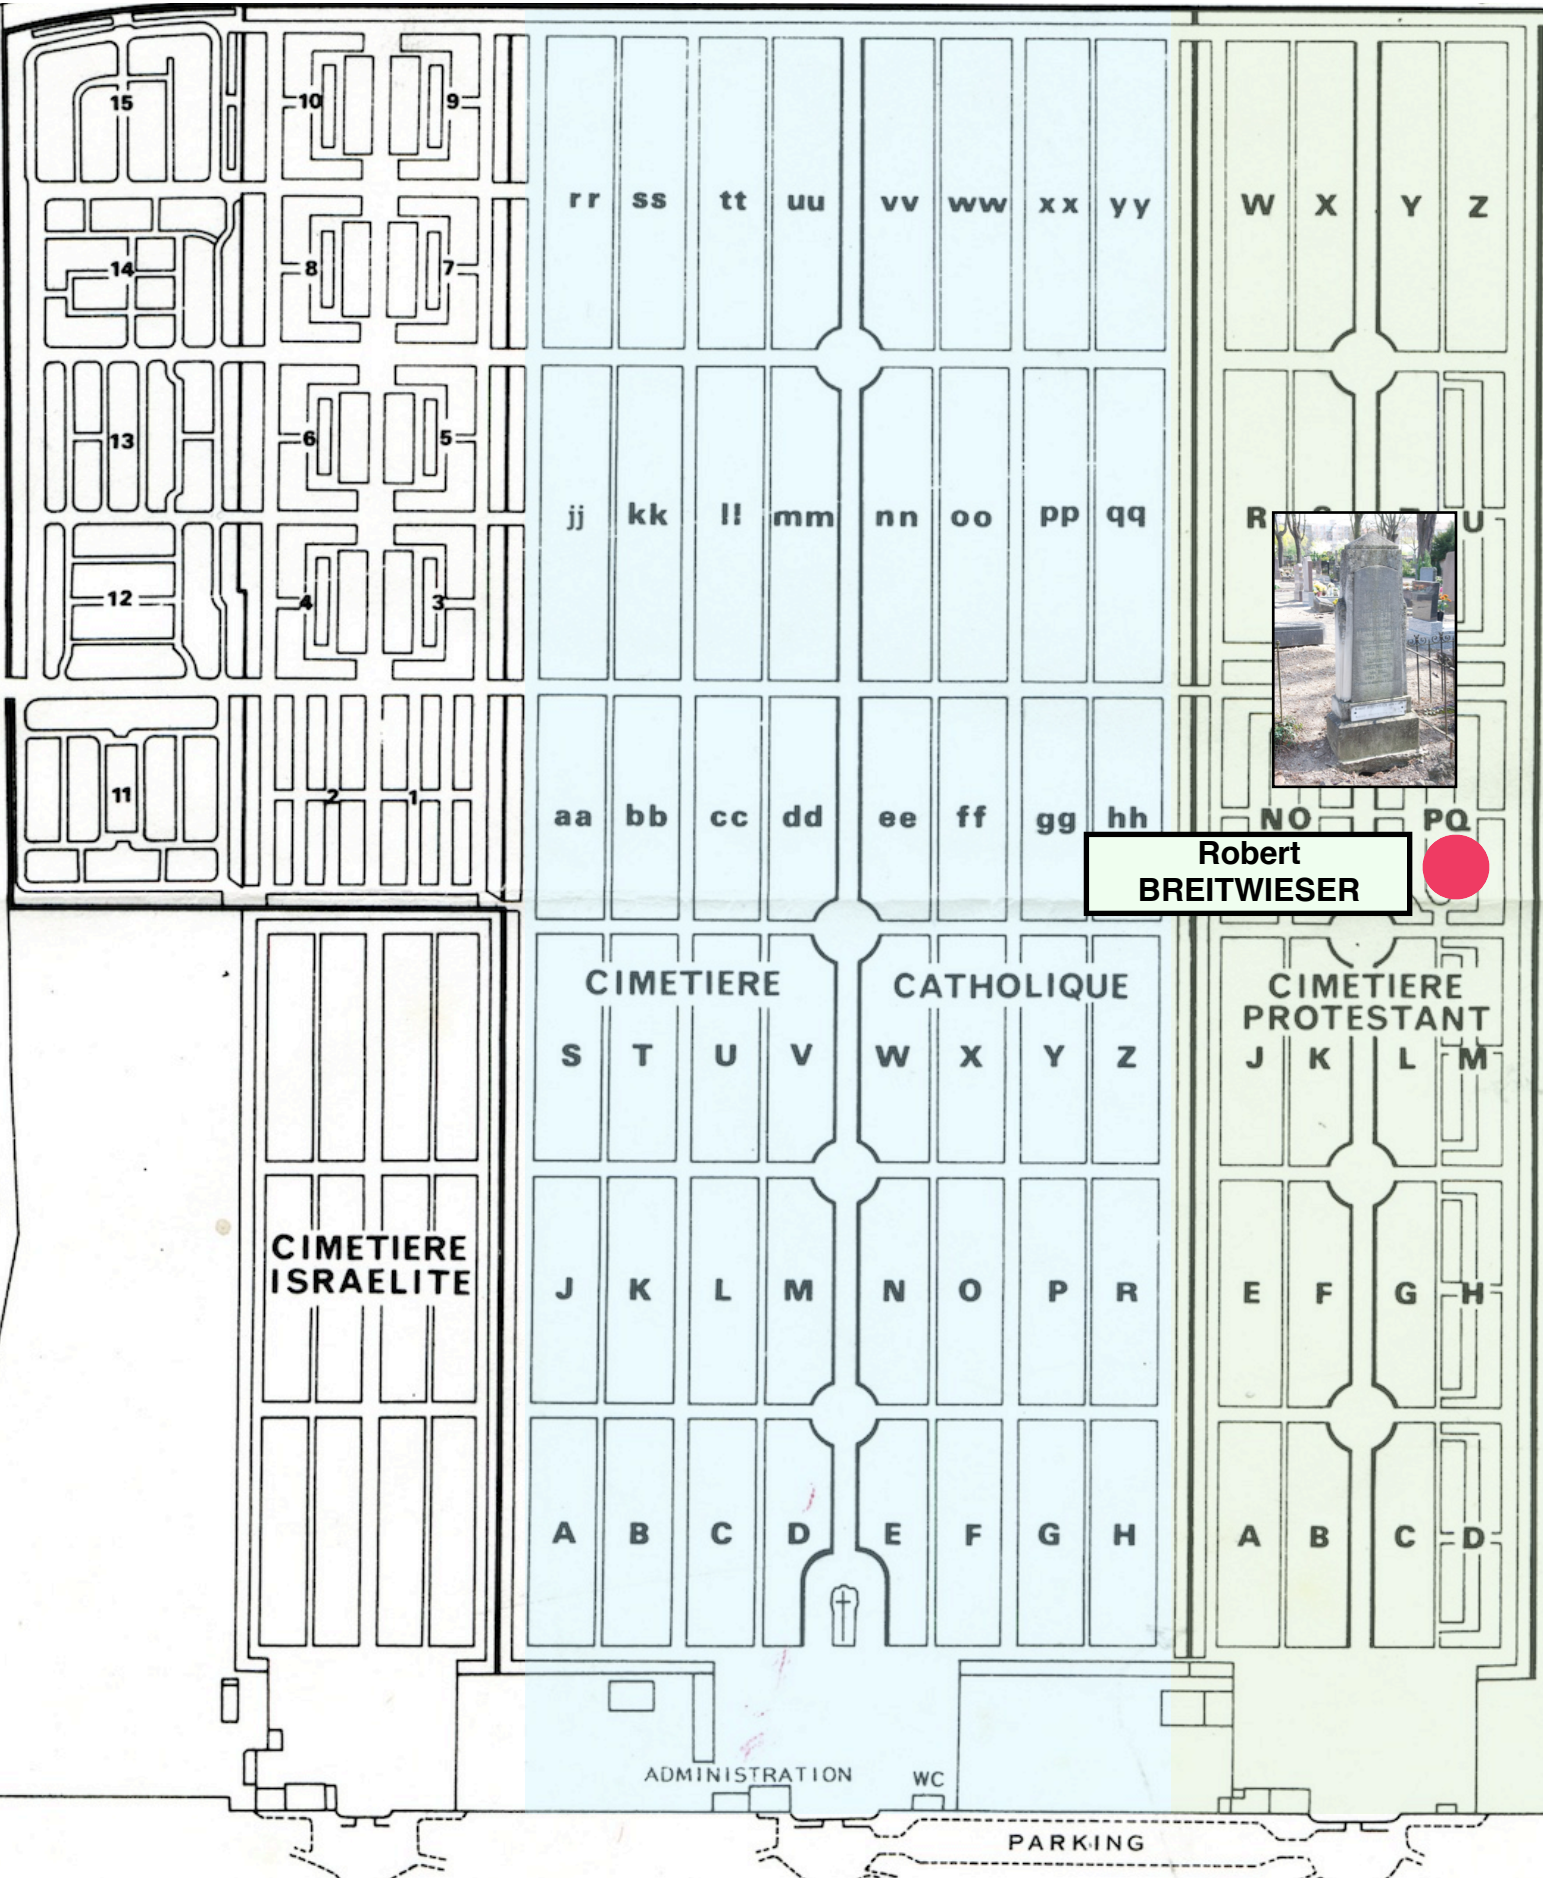 15
10
9
rr ss tt uu vv ww xx yy
W X Y Z
14
8
7
13
6
5
jj kk ll mm nn oo pp qq
R
U
12
4
3
11
2
1
aa bb cc dd ee ff gg hh
NO PQ
Robert
BREITWIESER
CIMETIERE CATHOLIQUE
CIMETIERE
PROTESTANT
S T U V W X Y Z
J K L M
CIMETIERE
ISRAELITE
J K L M N O P R
E F G H
A B C D E F G H
A B C D
ADMINISTRATION
WC
PARKING